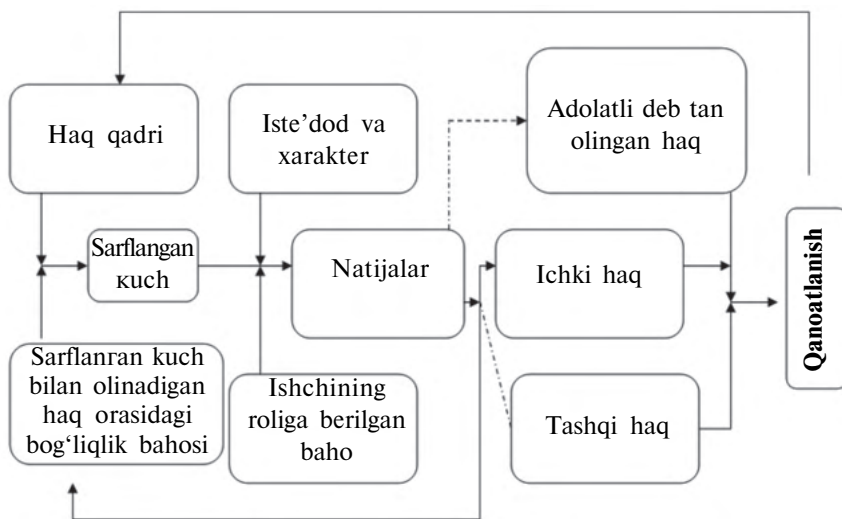 Haq qadri
Iste’dod va
xarakter
Adolatli deb tan
olingan haq
Sarflangan
кuch
Natijalar
Ichki haq
Qanoatlanish
Sarflanгan kuch
bilan olinadigan
haq orasidagi
bog‘liqlik bahosi
Ishchining
roliga berilgan
baho
Tashqi haq